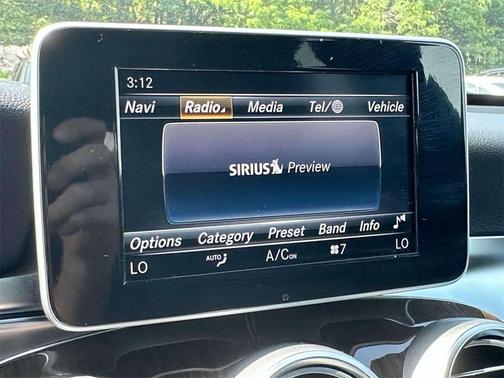 3:12
Navi Radio Media Tel/ Vehicle
SIRIUS Preview
Options Category Preset Band Info
LO AUTO A/C ON 7 LO